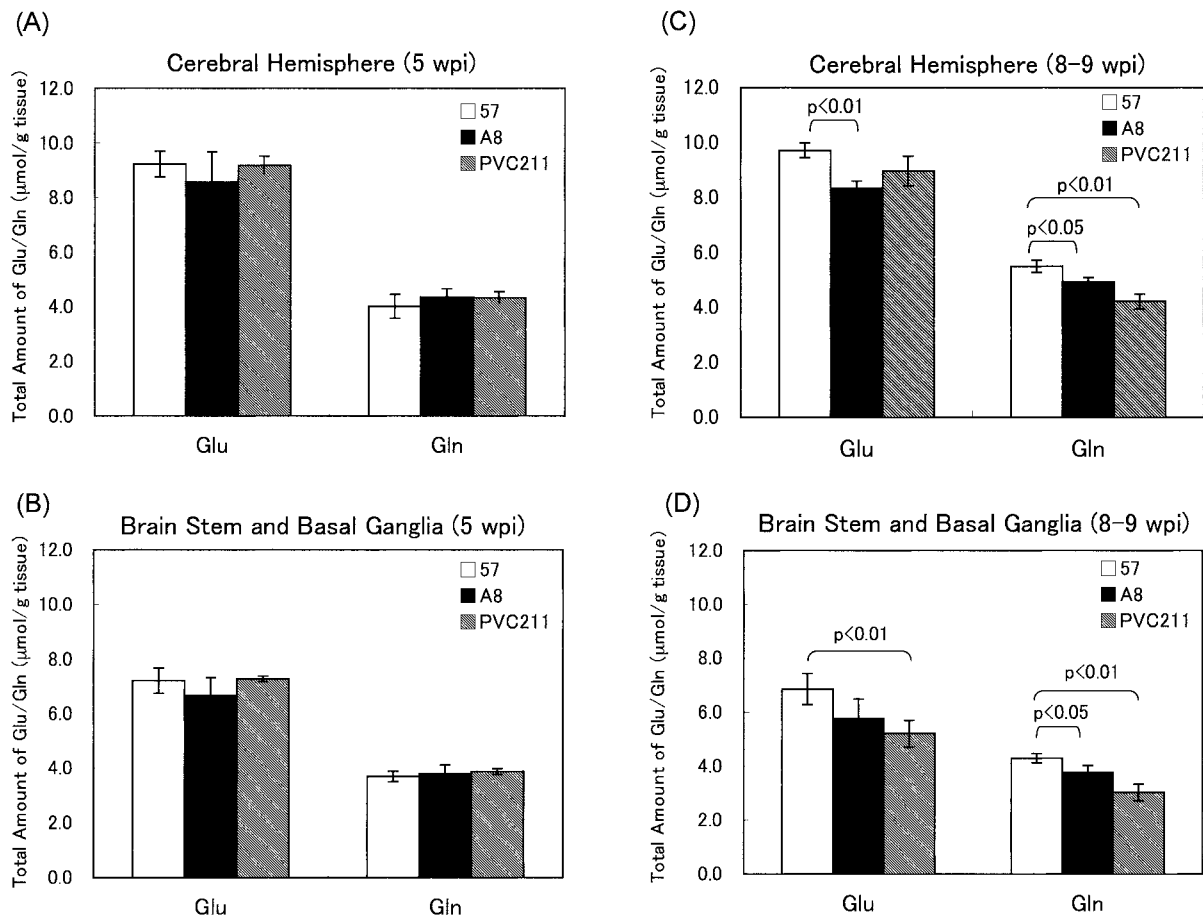 (A)
Cerebral Hemisphere (5 wpi)
Total Amount of Glu/Gln (μmol/g tissue)
12.0
10.0
8.0
6.0
4.0
2.0
0.0
57
A8
PVC211
Glu
Gln
(B)
Brain Stem and Basal Ganglia (5 wpi)
Total Amount of Glu/Gln (μmol/g tissue)
12.0
10.0
8.0
6.0
4.0
2.0
0.0
57
A8
PVC211
Glu
Gln
(C)
Cerebral Hemisphere (8-9 wpi)
Total Amount of Glu/Gln (μmol/g tissue)
12.0
10.0
8.0
6.0
4.0
2.0
0.0
57
A8
PVC211
p<0.01
p<0.01
p<0.05
Glu
Gln
(D)
Brain Stem and Basal Ganglia (8-9 wpi)
Total Amount of Glu/Gln (μmol/g tissue)
12.0
10.0
8.0
6.0
4.0
2.0
0.0
57
A8
PVC211
p<0.01
p<0.01
p<0.05
Glu
Gln